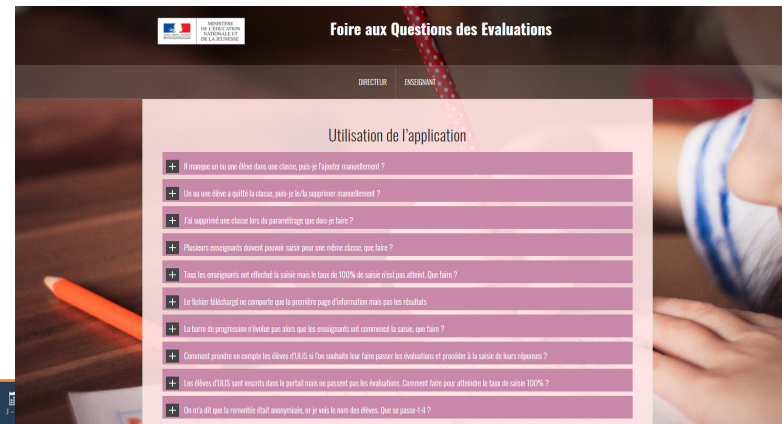 MINISTÈRE
DE L'ÉDUCATION
NATIONALE ET
DE LA JEUNESSE
Foire aux Questions des Evaluations
DIRECTEUR ENSEIGNANT
Utilisation de l'application
Il manque un ou une élève dans une classe, puis-je l'ajouter manuellement ?
Un ou une élève a quitté la classe, puis-je le/la supprimer manuellement ?
J'ai supprimé une classe lors du paramétrage que dois-je faire ?
Plusieurs enseignants doivent pouvoir saisir pour une même classe, que faire ?
Tous les enseignants ont effectué la saisie mais le taux de 100% de saisie n'est pas atteint. Que faire ?
Le fichier téléchargé ne comporte que la première page d'information mais pas les résultats
La barre de progression n'évolue pas alors que les enseignants ont commencé la saisie, que faire ?
Comment prendre en compte les élèves d'ULIS si l'on souhaite leur faire passer les évaluations et procéder à la saisie de leurs réponses ?
Les élèves d'ULIS sont inscrits dans le portail mais ne passent pas les évaluations. Comment faire pour atteindre le taux de saisie 100% ?
On m'a dit que la remontée était anonymisée, or je vois le nom des élèves. Que se passe-t-il ?
J -